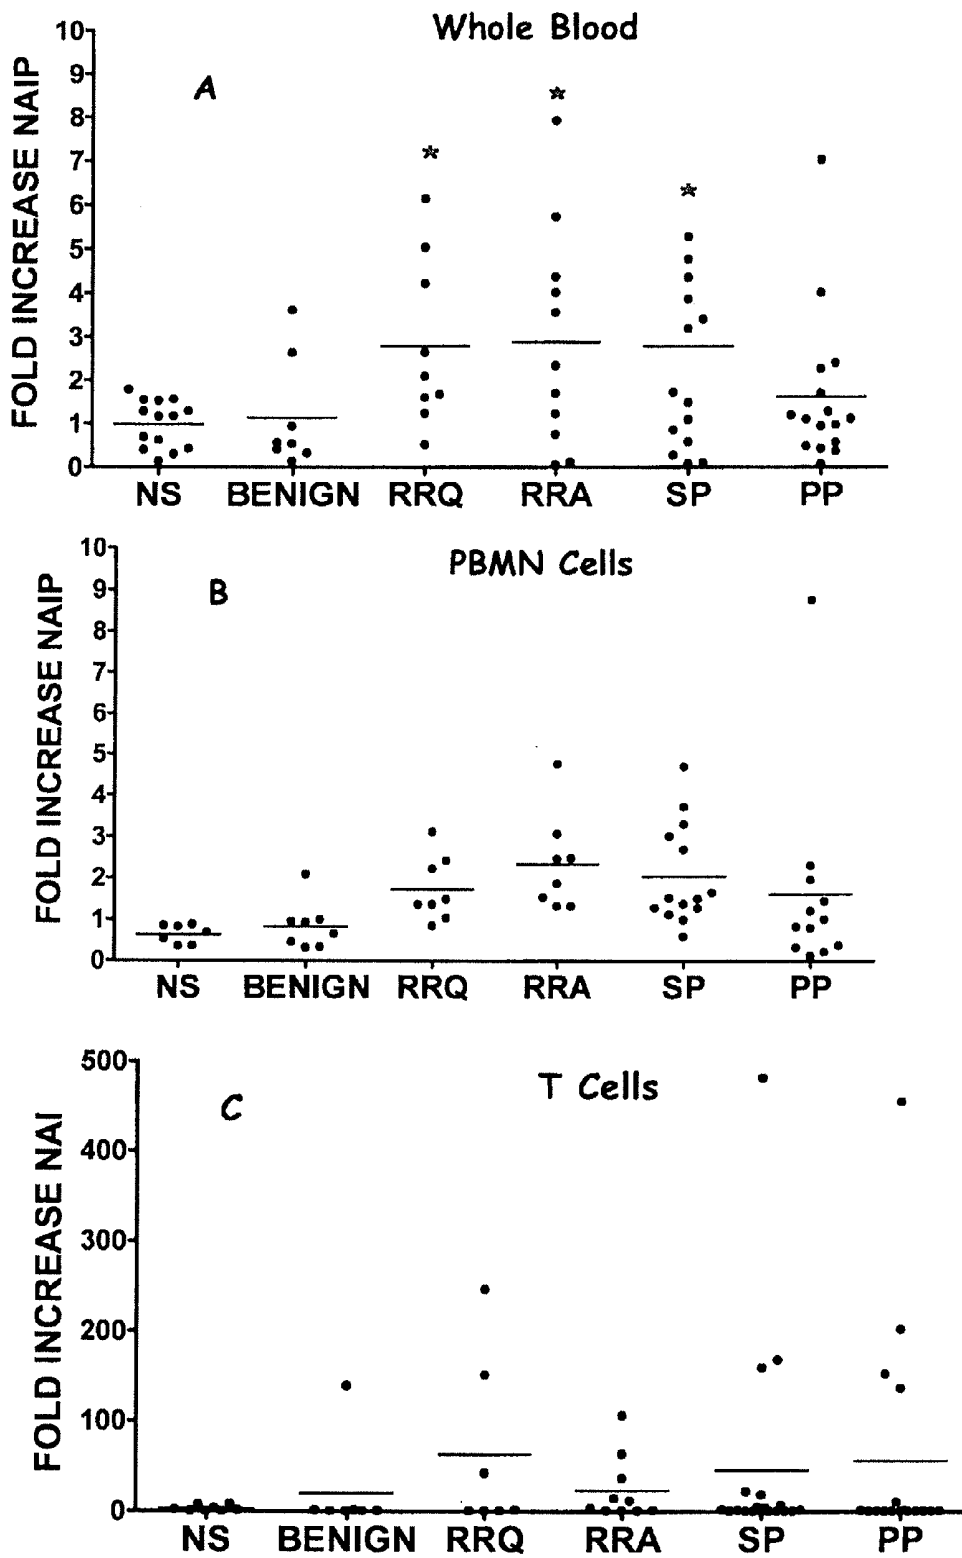 Whole Blood
A
FOLD INCREASE NAIP
10
9
8
7
6
5
4
3
2
1
0
NS BENIGN RRQ RRA SP PP
PBMN Cells
B
FOLD INCREASE NAIP
10
9
8
7
6
5
4
3
2
1
0
NS BENIGN RRQ RRA SP PP
T Cells
C
FOLD INCREASE NAI
500
400
300
200
100
0
NS BENIGN RRQ RRA SP PP